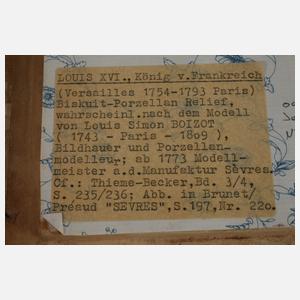 LOUIS XVI., König v.Frankreich
(Versailles 1754-1793 Paris)
Biskuit-Porzellan Relief,
wahrscheinl.nach dem Modell
von Louis Simon BOIZOT
( 1743 - Paris - 1809 ),
Bildhauer und Porzellan-
modelleur; ab 1773 Modell-
meister a.d.Manufaktur Sèvres.
Cf.: Thieme-Becker,Bd. 3/4,
S. 235/236; Abb. in Brunet/
Préaud "SEVRES",S.197,Nr. 220.